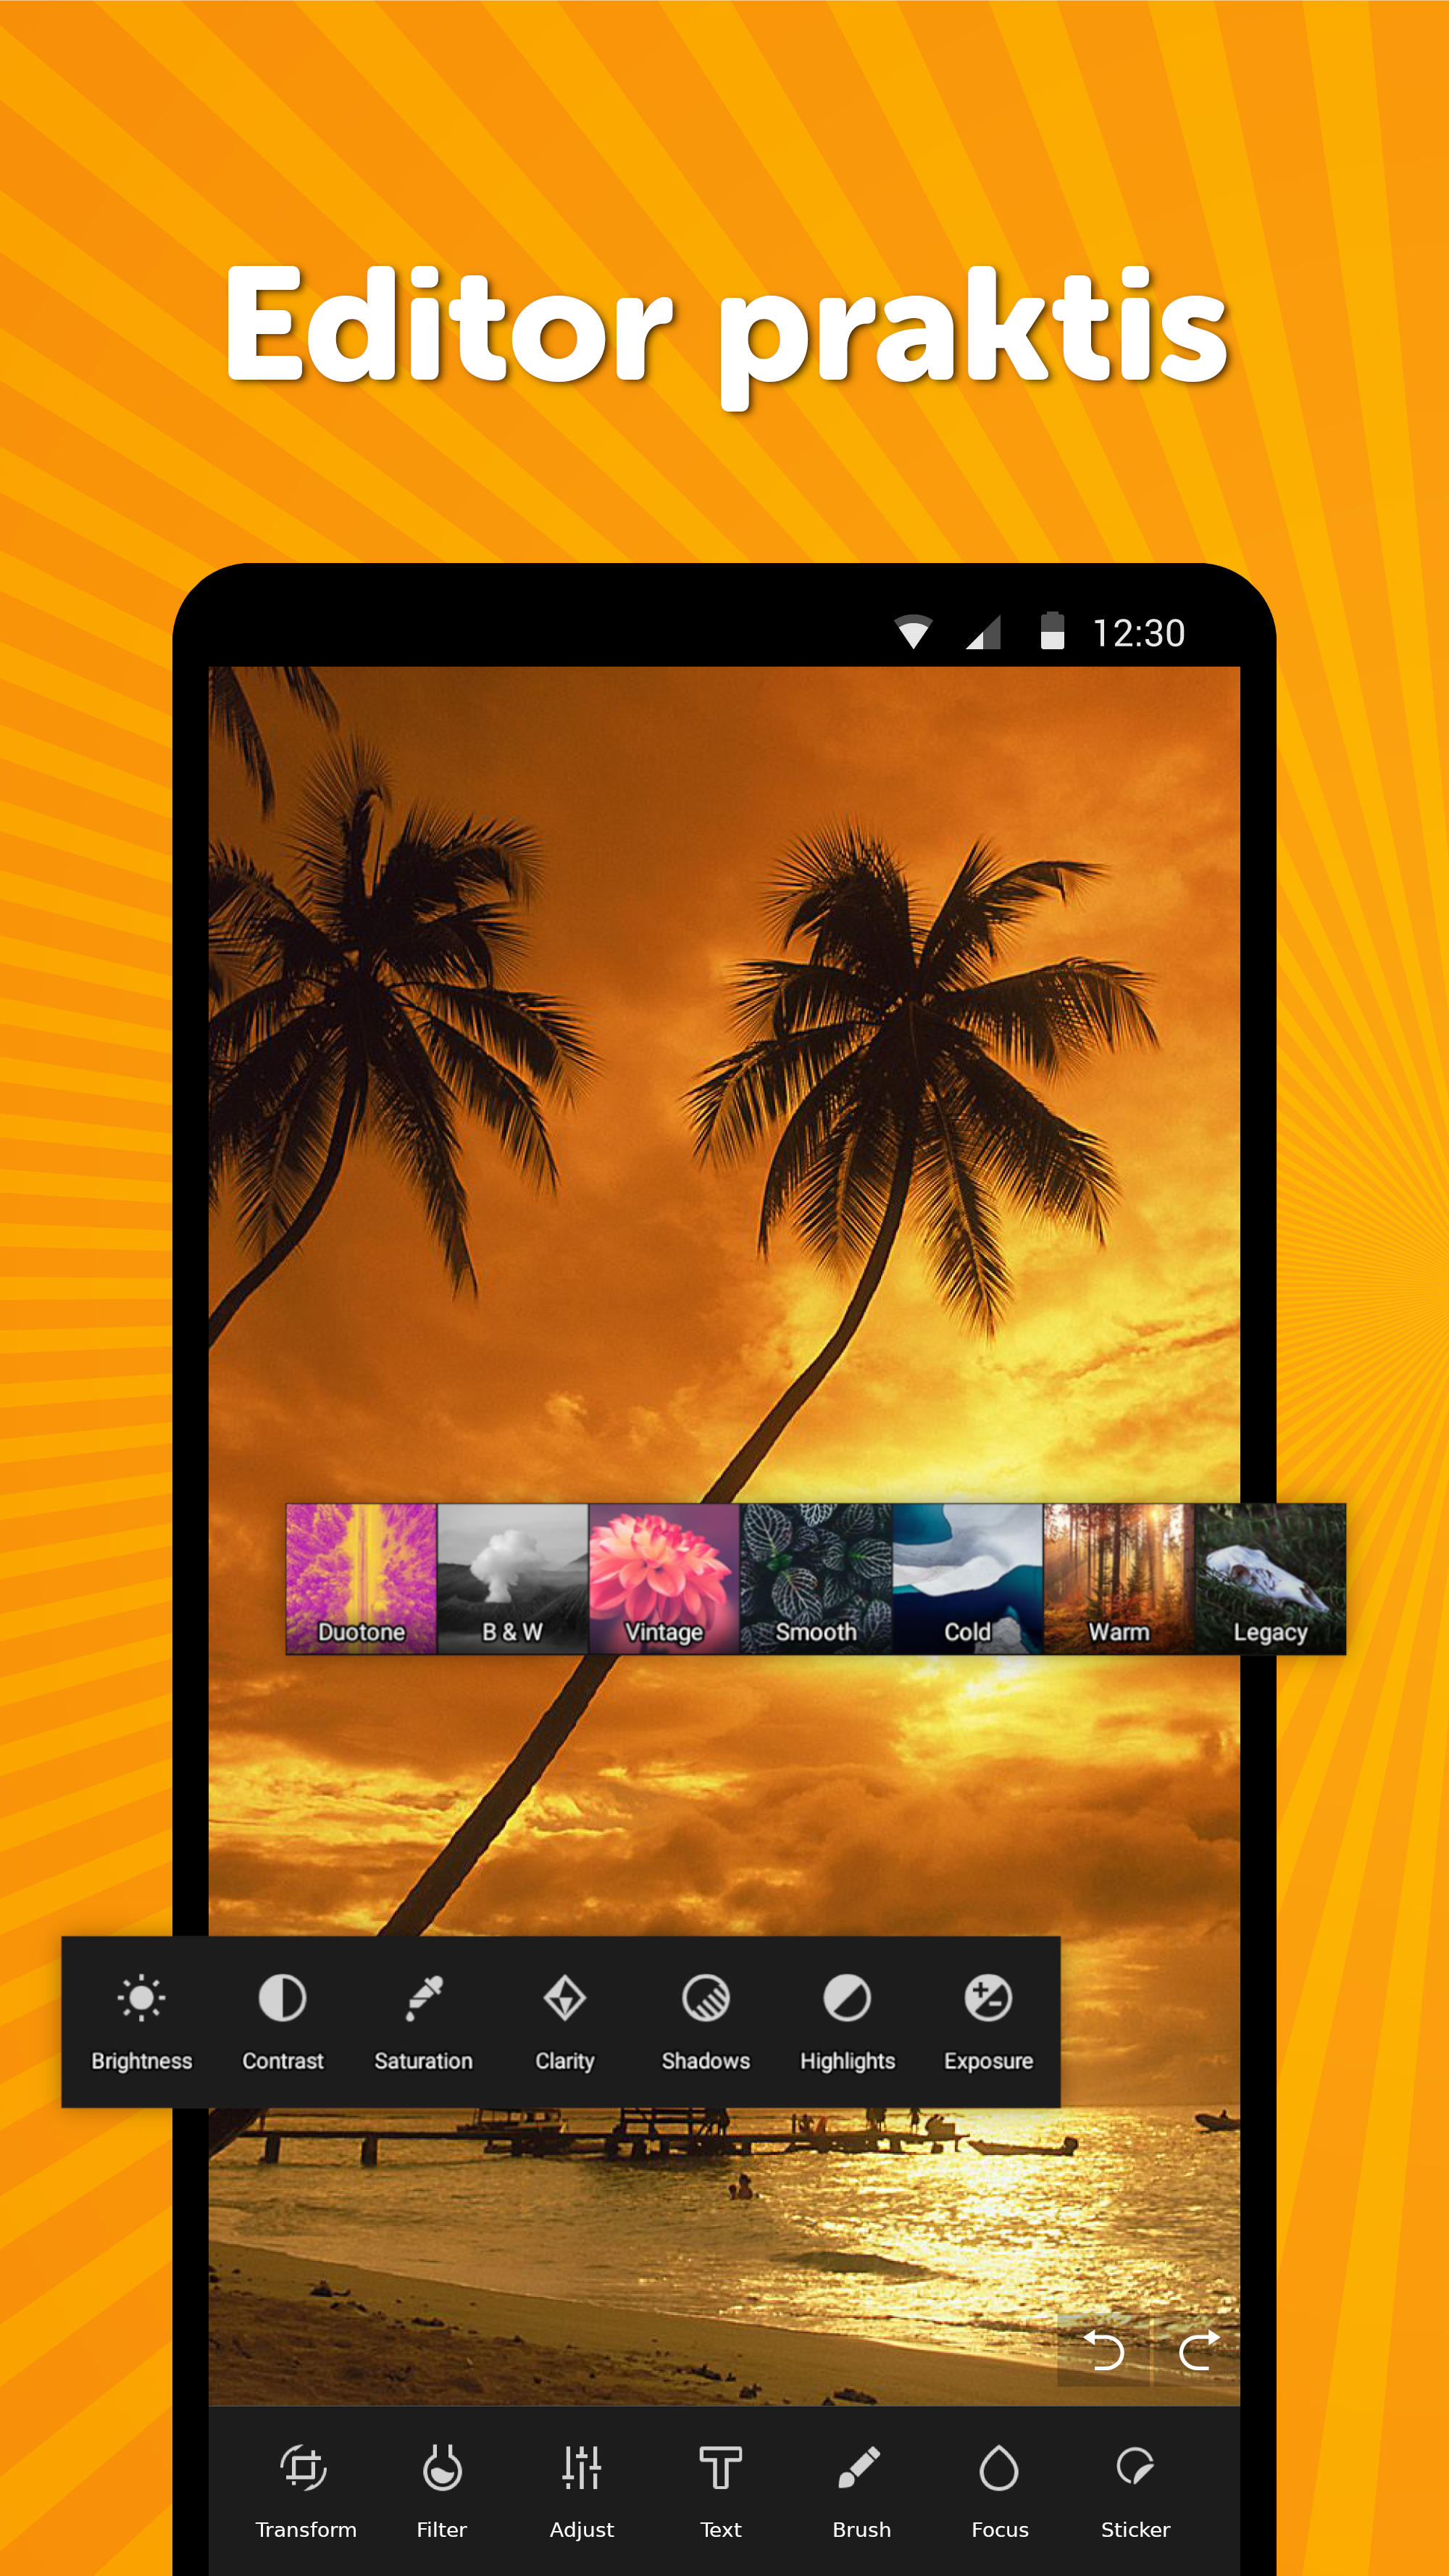 Editor praktis
12:30
Duotone B & W Vintage Smooth Cold Warm Legacy
Brightness Contrast Saturation Clarity Shadows Highlights Exposure
Transform Filter Adjust Text Brush Focus Sticker